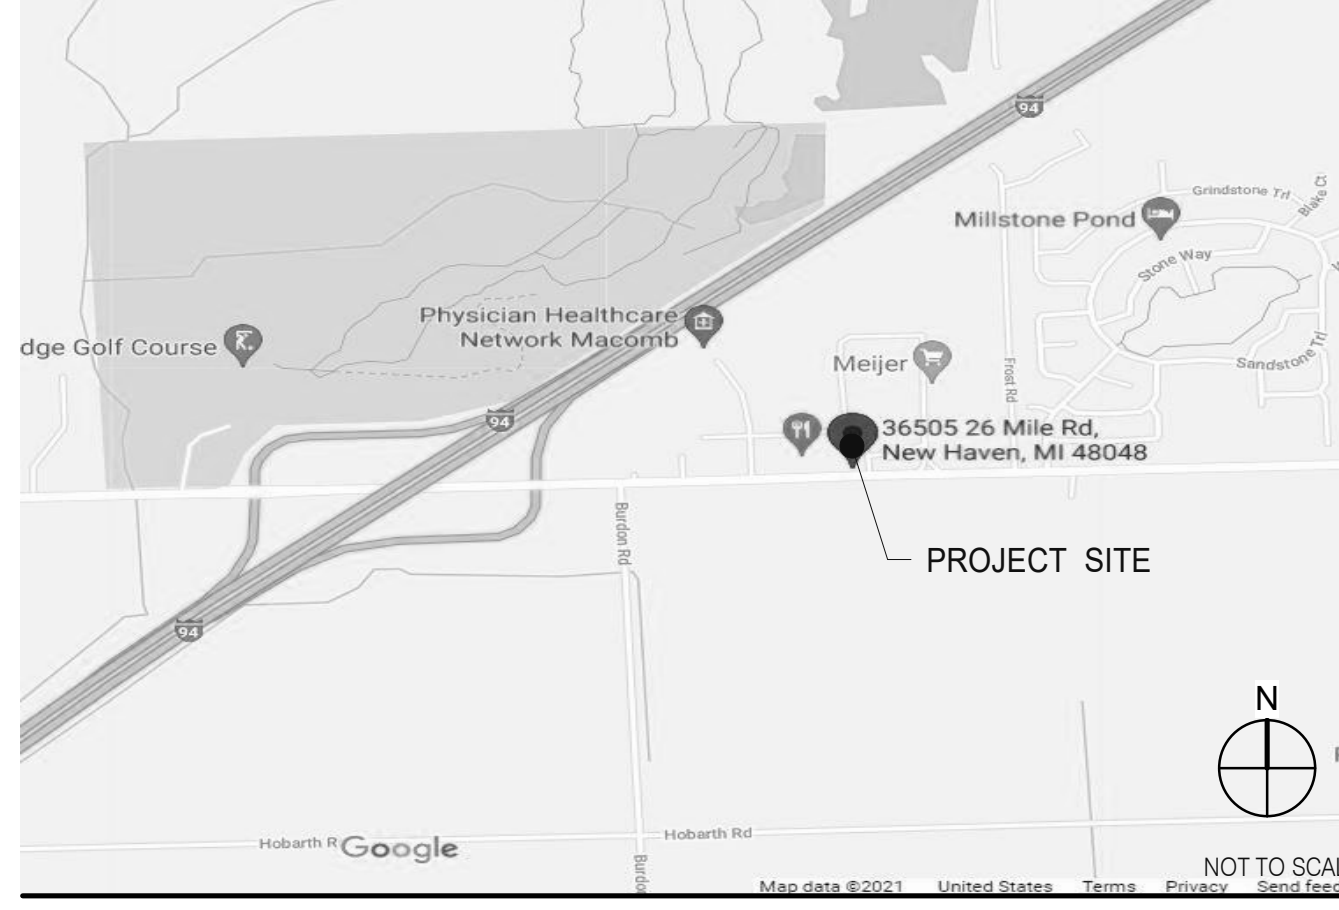 94
Grindstone Trl
Blake Ct
Millstone Pond
Stone Way
Physician Healthcare
Network Macomb
dge Golf Course
Meijer
Frost Rd
Sandstone Trl
94
36505 26 Mile Rd,
New Haven, MI 48048
Burdon Rd
PROJECT SITE
94
N
Hobarth R
Google
Hobarth Rd
Burdo
NOT TO SCAL
Map data ©2021 United States Terms Privacy Send feed